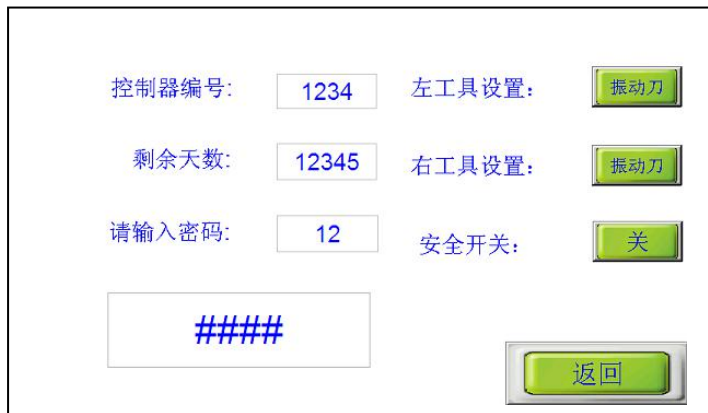 控制器编号: 1234 左工具设置： 振动刀
剩余天数: 12345 右工具设置： 振动刀
请输入密码: 12 安全开关： 关
####
返回